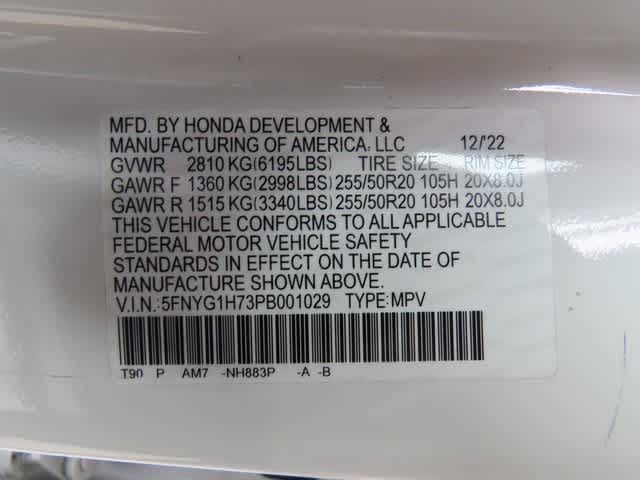 MFD. BY HONDA DEVELOPMENT &
MANUFACTURING OF AMERICA, LLC 12/'22
GVWR 2810 KG(6195LBS) TIRE SIZE RIM SIZE
GAWR F 1360 KG(2998LBS) 255/50R20 105H 20X8.0J
GAWR R 1515 KG(3340LBS) 255/50R20 105H 20X8.0J
THIS VEHICLE CONFORMS TO ALL APPLICABLE
FEDERAL MOTOR VEHICLE SAFETY
STANDARDS IN EFFECT ON THE DATE OF
MANUFACTURE SHOWN ABOVE.
V.I.N.:5FNYG1H73PB001029 TYPE:MPV
T90 P AM7 -NH883P -A -B